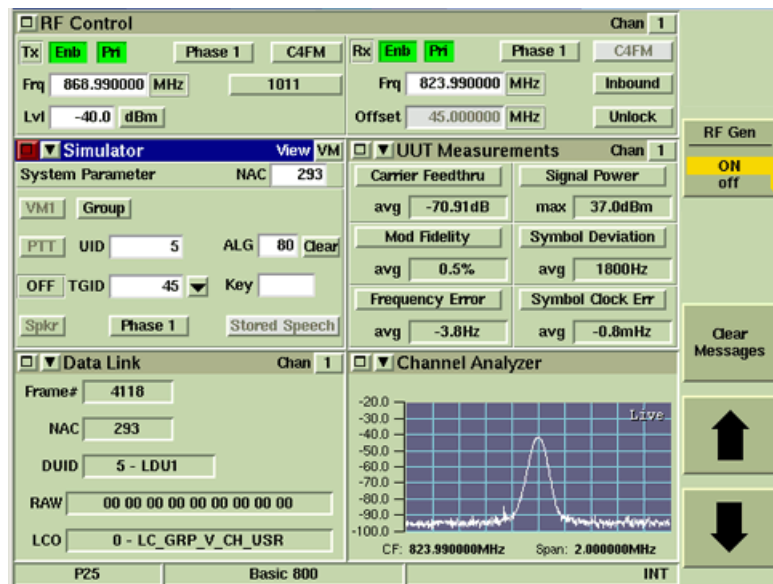 RF Control Chan 1
Tx Enb Pri Phase 1 C4FM
Frq 868.990000 MHz 1011
Lvl -40.0 dBm
Rx Enb Pri Phase 1 C4FM
Frq 823.990000 MHz Inbound
Offset 45.000000 MHz Unlock
Simulator View VM
System Parameter NAC 293
VM1 Group
PTT UID 5 ALG 80 Clear
OFF TGID 45 Key
Spkr Phase 1 Stored Speech
UUT Measurements Chan 1
Carrier Feedthru Signal Power
avg -70.91dB max 37.0dBm
Mod Fidelity Symbol Deviation
avg 0.5% avg 1800Hz
Frequency Error Symbol Clock Err
avg -3.8Hz avg -0.8mHz
Data Link Chan 1
Frame# 4118
NAC 293
DUID 5 - LDU1
RAW 00 00 00 00 00 00 00 00 00
LCO 0 - LC_GRP_V_CH_USR
Channel Analyzer
Live
-20.0
-30.0
-40.0
-50.0
-60.0
-70.0
-80.0
-90.0
-100.0
CF: 823.990000MHz Span: 2.000000MHz
P25 Basic 800 INT
RF Gen
ON
off
Clear
Messages